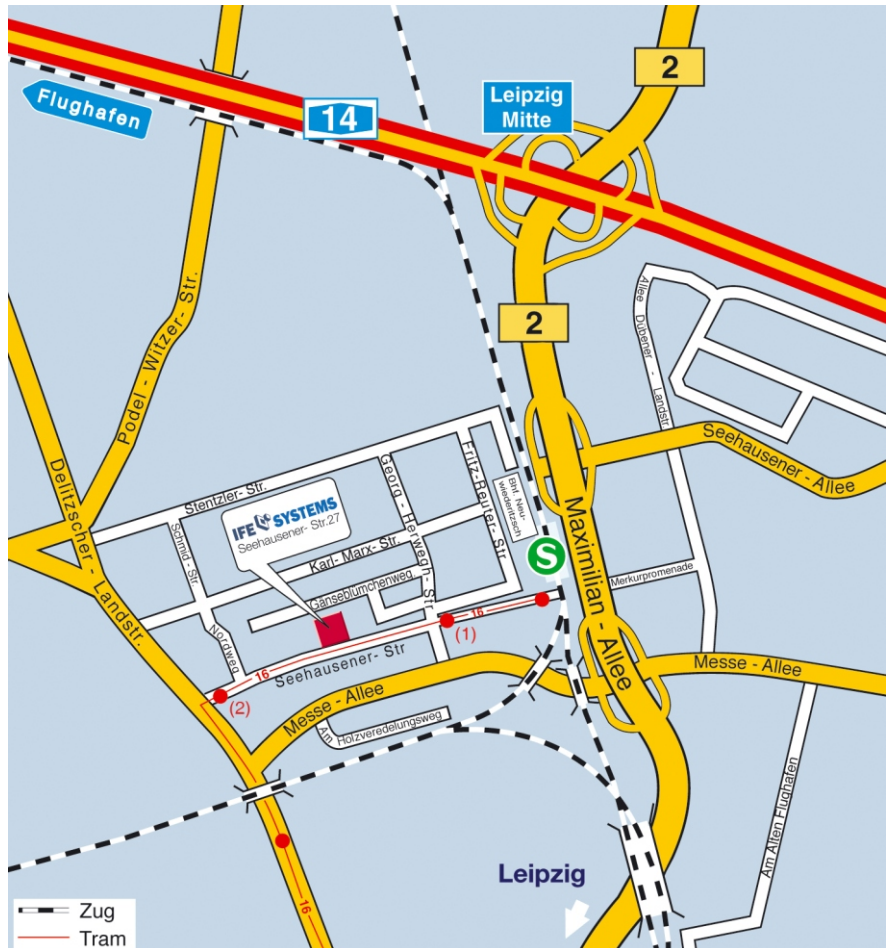 2
Flughafen
14
Leipzig
Mitte
2
Allee
Dübener - Landstr.
Podel - Witzer- Str.
Seehausener - Allee
Delitzscher - Landstr.
Stentzler- Str.
Georg - Herwegh - Str
Fritz-Reuter- Str
Bhf. Neu-
wiederitzsch
IFE SYSTEMS
Seehausener- Str.27
Schmid - Str
Karl- Marx- Str.
Maximilian - Allee
S
Gänseblümchenweg.
Merkurpromenade
Nordweg
16
(1)
16
Seehausener- Str
(2)
Messe - Allee
Messe - Allee
Am
Holzveredelungsweg
Am Alten Flughafen
16
Leipzig
Zug
Tram